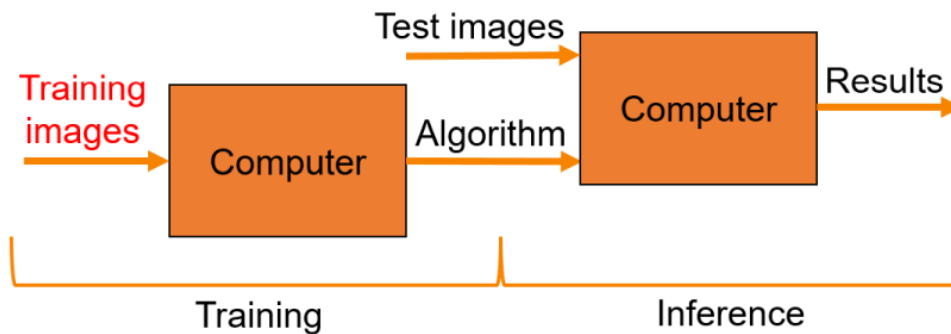 Test images
Training
images
Computer
Algorithm
Computer
Results
Training
Inference